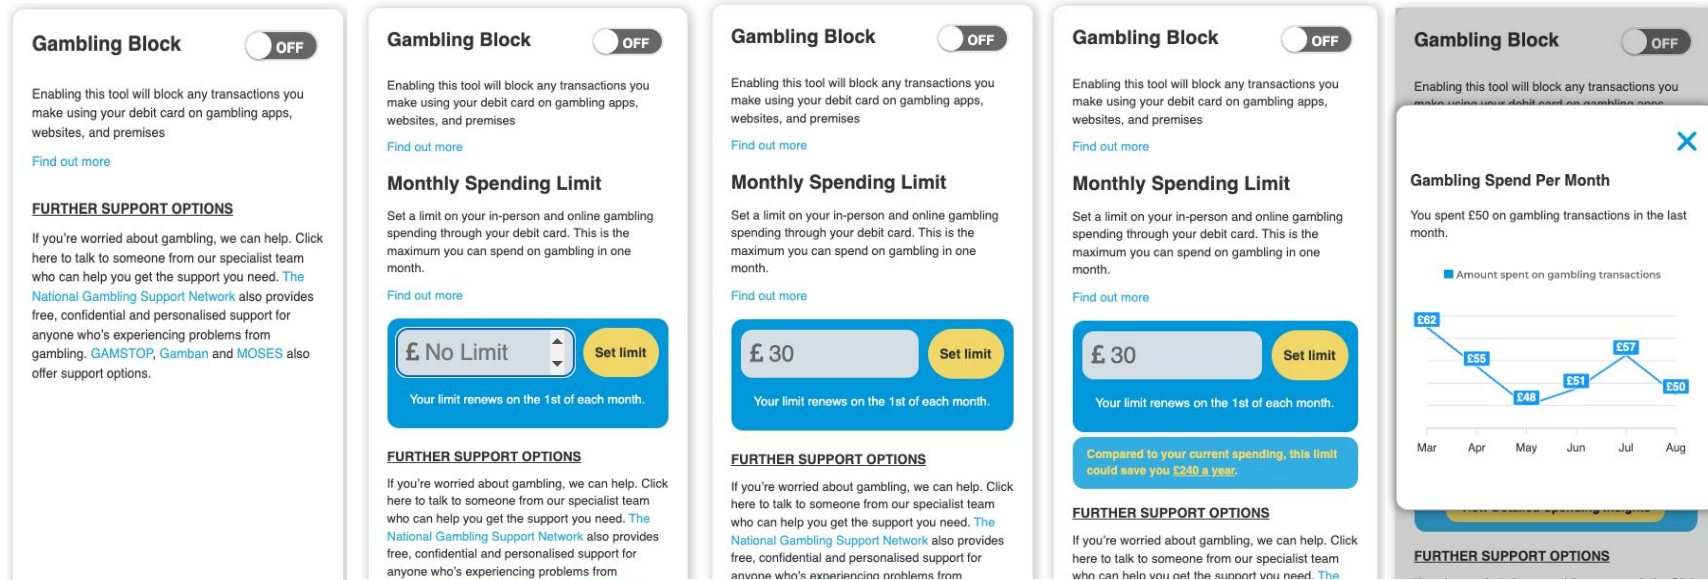 Gambling Block
OFF
Enabling this tool will block any transactions you
make using your debit card on gambling apps,
websites, and premises
Find out more
FURTHER SUPPORT OPTIONS
If you're worried about gambling, we can help. Click
here to talk to someone from our specialist team
who can help you get the support you need. The
National Gambling Support Network also provides
free, confidential and personalised support for
anyone who's experiencing problems from
gambling. GAMSTOP, Gamban and MOSES also
offer support options.
Gambling Block
OFF
Enabling this tool will block any transactions you
make using your debit card on gambling apps,
websites, and premises
Find out more
Monthly Spending Limit
Set a limit on your in-person and online gambling
spending through your debit card. This is the
maximum you can spend on gambling in one
month.
Find out more
£ No Limit
Set limit
Your limit renews on the 1st of each month.
FURTHER SUPPORT OPTIONS
If you're worried about gambling, we can help. Click
here to talk to someone from our specialist team
who can help you get the support you need. The
National Gambling Support Network also provides
free, confidential and personalised support for
anyone who's experiencing problems from
Gambling Block
OFF
Enabling this tool will block any transactions you
make using your debit card on gambling apps,
websites, and premises
Find out more
Monthly Spending Limit
Set a limit on your in-person and online gambling
spending through your debit card. This is the
maximum you can spend on gambling in one
month.
Find out more
£ 30
Set limit
Your limit renews on the 1st of each month.
FURTHER SUPPORT OPTIONS
If you're worried about gambling, we can help. Click
here to talk to someone from our specialist team
who can help you get the support you need. The
National Gambling Support Network also provides
free, confidential and personalised support for
anyone who's experiencing problems from
Gambling Block
OFF
Enabling this tool will block any transactions you
make using your debit card on gambling apps,
websites, and premises
Find out more
Monthly Spending Limit
Set a limit on your in-person and online gambling
spending through your debit card. This is the
maximum you can spend on gambling in one
month.
Find out more
£ 30
Set limit
Your limit renews on the 1st of each month.
Compared to your current spending, this limit
could save you £240 a year.
FURTHER SUPPORT OPTIONS
If you're worried about gambling, we can help. Click
here to talk to someone from our specialist team
who can help you get the support you need. The
Gambling Block
OFF
Enabling this tool will block any transactions you
make using your debit card on gambling apps,
Gambling Spend Per Month
You spent £50 on gambling transactions in the last
month.
Amount spent on gambling transactions
£62
£55
£48
£51
£57
£50
Mar Apr May Jun Jul Aug
FURTHER SUPPORT OPTIONS